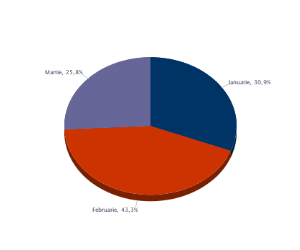 Martie, 25,8%
Ianuarie, 30,9%
Februarie, 43,3%